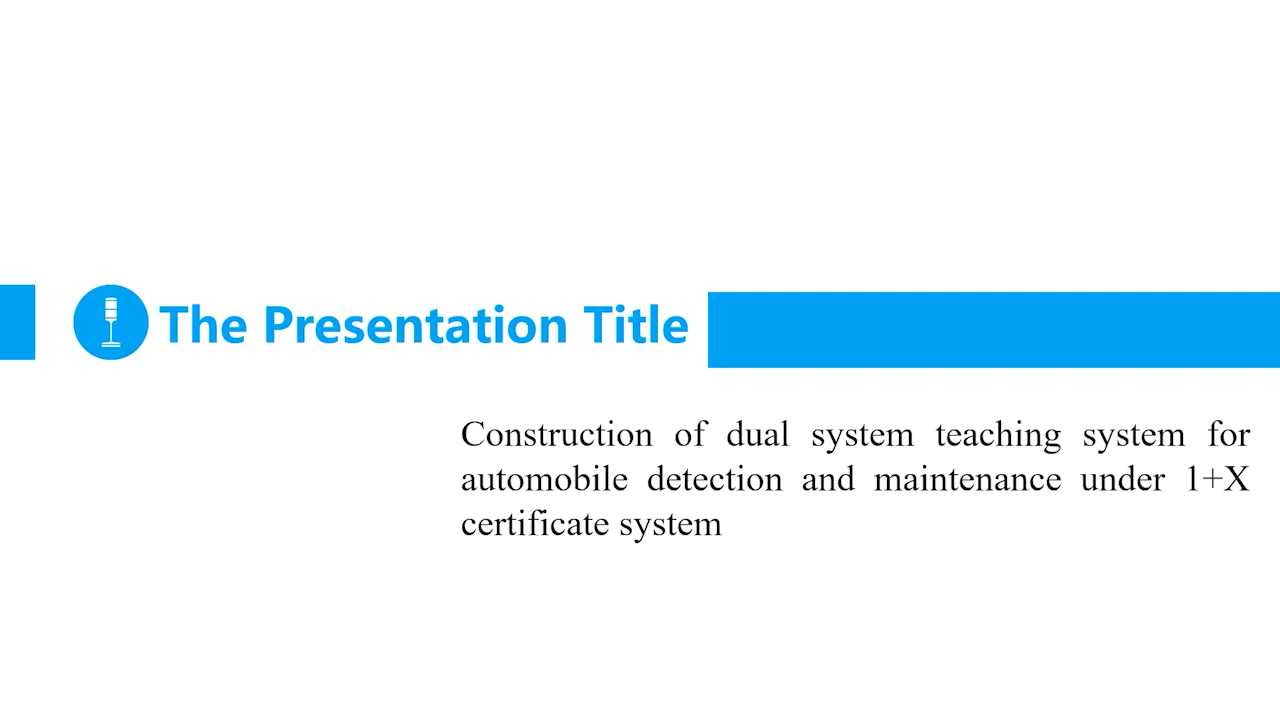 The Presentation Title
Construction of dual system teaching system for
automobile detection and maintenance under 1+X
certificate system